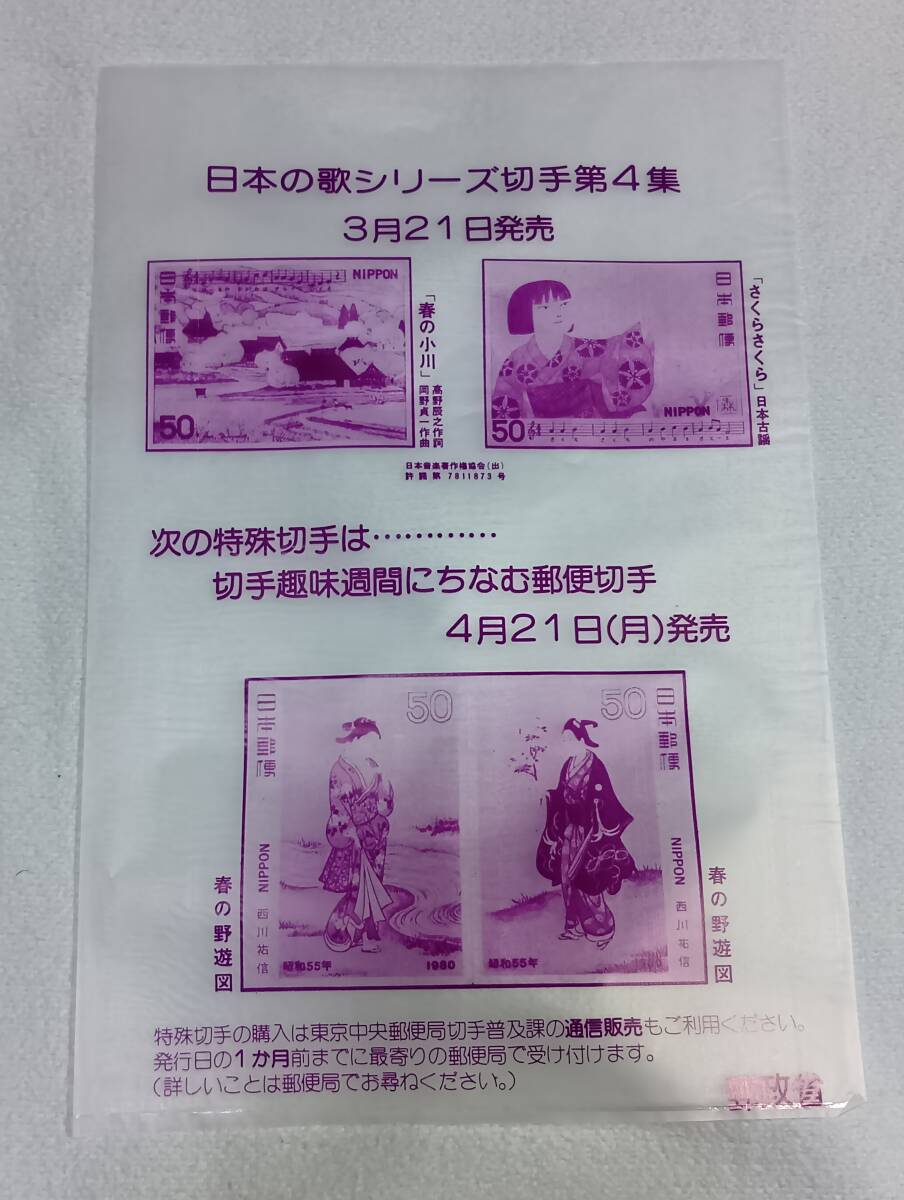 日本の歌シリーズ切手第4集
3月21日発売
NIPPON
日本郵便
50
「春の小川」
高野辰之作詞
岡野貞一作曲
日本郵便
NIPPON
50
「さくらさくら」日本古謡
日本音楽著作権協会(出)
許諾第7811873号
次の特殊切手は…………
切手趣味週間にちなむ郵便切手
4月21日(月)発売
日本郵便
50
NIPPON
西川祐信
昭和55年
1980
春の野遊図
50
日本郵便
NIPPON
西川祐信
昭和55年
1980
春の野遊図
特殊切手の購入は東京中央郵便局切手普及課の通信販売もご利用ください。
発行日の1か月前までに最寄りの郵便局で受け付けます。
(詳しいことは郵便局でお尋ねください。)
郵政省